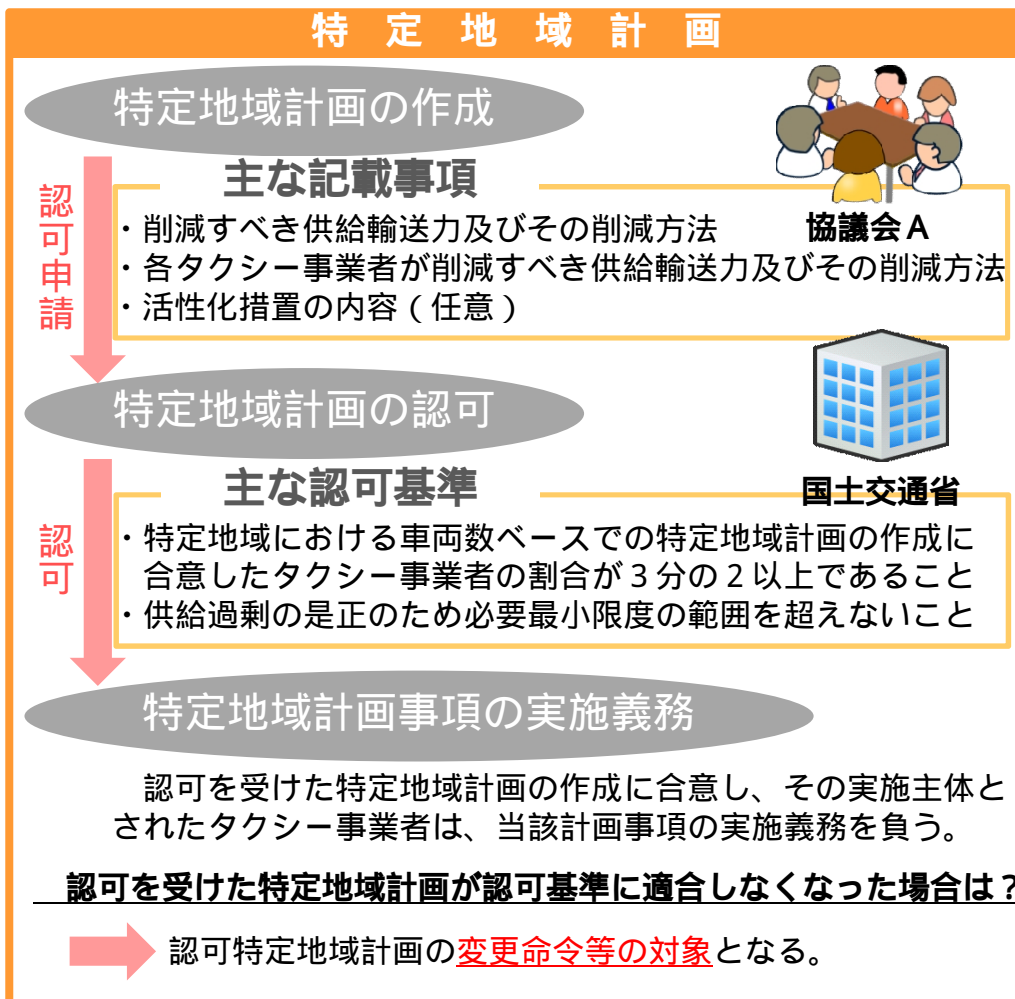 特定地域計画
特定地域計画の作成
認可申請
主な記載事項
・削減すべき供給輸送力及びその削減方法
協議会A
・各タクシー事業者が削減すべき供給輸送力及びその削減方法
・活性化措置の内容(任意)
特定地域計画の認可
認可
主な認可基準
国土交通省
・特定地域における車両数ベースでの特定地域計画の作成に
合意したタクシー事業者の割合が3分の2以上であること
・供給過剰の是正のため必要最小限度の範囲を超えないこと
特定地域計画事項の実施義務
認可を受けた特定地域計画の作成に合意し、その実施主体と
されたタクシー事業者は、当該計画事項の実施義務を負う。
認可を受けた特定地域計画が認可基準に適合しなくなった場合は?
認可特定地域計画の変更命令等の対象となる。